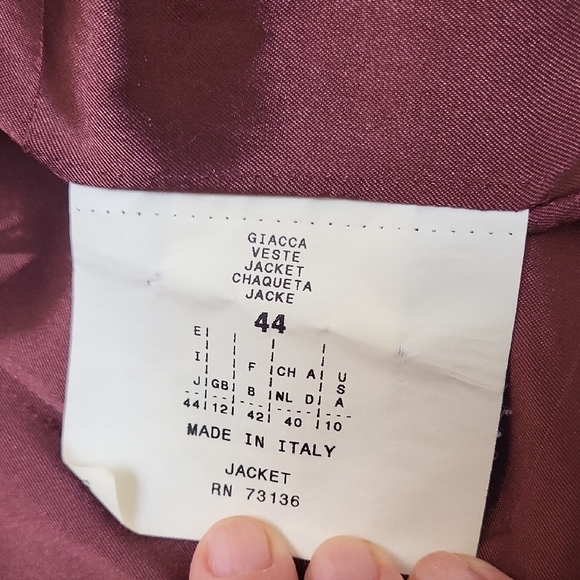 GIACCA
VESTE
JACKET
CHAQUETA
JACKE
44
E
I F CH A U
S
J GB B NL D A
44 12 42 40 10
MADE IN ITALY
JACKET
RN 73136